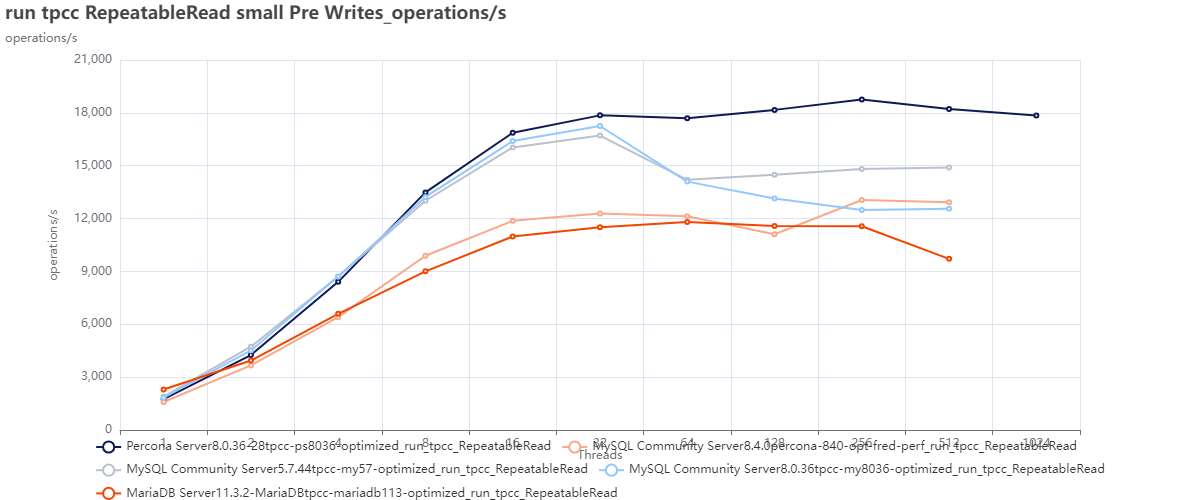 run tpcc RepeatableRead small Pre Writes_operations/s
operations/s
21,000
18,000
15,000
12,000
9,000
6,000
3,000
0
operations/s
1 2 4 8 16 32 64 128 256 512 1024
Threads
Percona Server8.0.36-28tpcc-ps8036-optimized_run_tpcc_RepeatableRead MySQL Community Server8.4.0percona-840-opt-fred-perf_run_tpcc_RepeatableRead
MySQL Community Server5.7.44tpcc-my57-optimized_run_tpcc_RepeatableRead MySQL Community Server8.0.36tpcc-my8036-optimized_run_tpcc_RepeatableRead
MariaDB Server11.3.2-MariaDBtpcc-mariadb113-optimized_run_tpcc_RepeatableRead